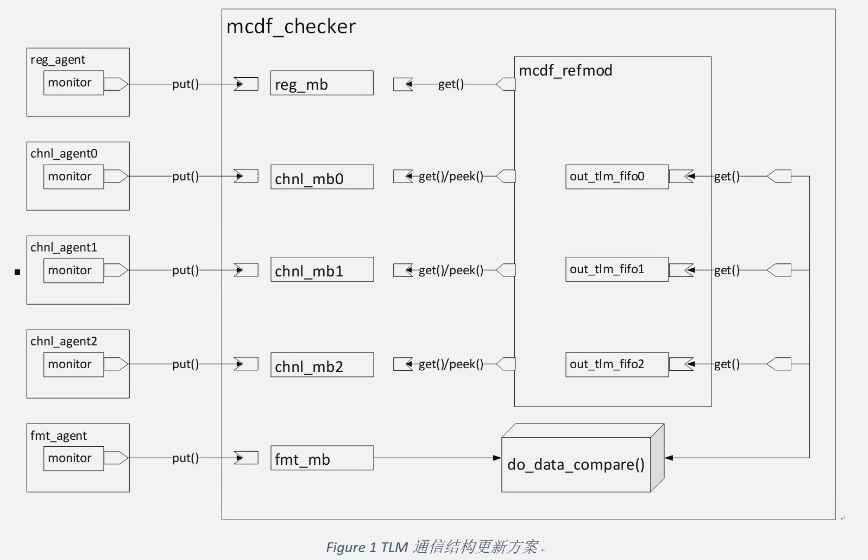 mcdf_checker
reg_agent
monitor
put()
reg_mb
get()
mcdf_refmod
chnl_agent0
monitor
put()
chnl_mb0
get()/peek()
out_tlm_fifo0
get()
chnl_agent1
monitor
put()
chnl_mb1
get()/peek()
out_tlm_fifo1
get()
chnl_agent2
monitor
put()
chnl_mb2
get()/peek()
out_tlm_fifo2
get()
fmt_agent
monitor
put()
fmt_mb
do_data_compare()
Figure 1 TLM 通信结构更新方案